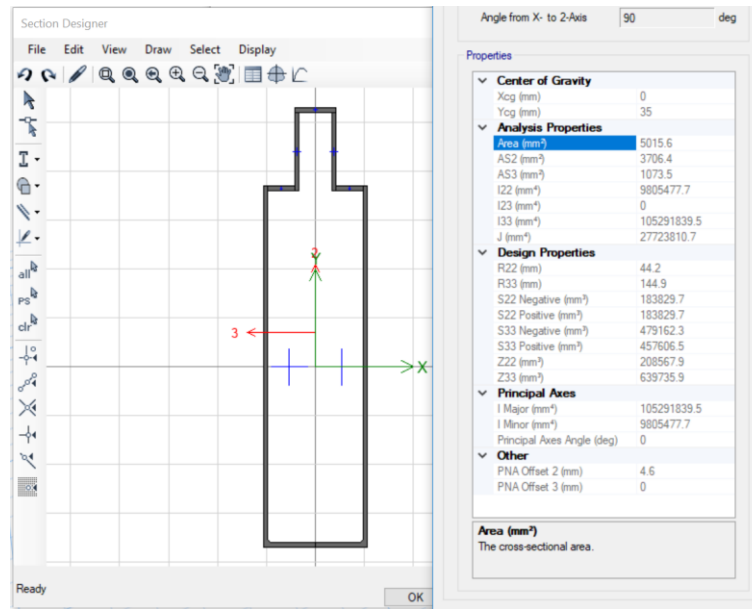 Section Designer
File Edit View Draw Select Display
all
PS
clr
2
Y
3
X
Ready
OK
Angle from X- to 2-Axis 90 deg
Properties
Center of Gravity
Xcg (mm) 0
Ycg (mm) 35
Analysis Properties
Area (mm²) 5015.6
AS2 (mm²) 3706.4
AS3 (mm²) 1073.5
I22 (mm⁴) 9805477.7
I23 (mm⁴) 0
I33 (mm⁴) 105291839.5
J (mm⁴) 27723810.7
Design Properties
R22 (mm) 44.2
R33 (mm) 144.9
S22 Negative (mm³) 183829.7
S22 Positive (mm³) 183829.7
S33 Negative (mm³) 479162.3
S33 Positive (mm³) 457606.5
Z22 (mm³) 208567.9
Z33 (mm³) 639735.9
Principal Axes
I Major (mm⁴) 105291839.5
I Minor (mm⁴) 9805477.7
Principal Axes Angle (deg) 0
Other
PNA Offset 2 (mm) 4.6
PNA Offset 3 (mm) 0
Area (mm²)
The cross-sectional area.